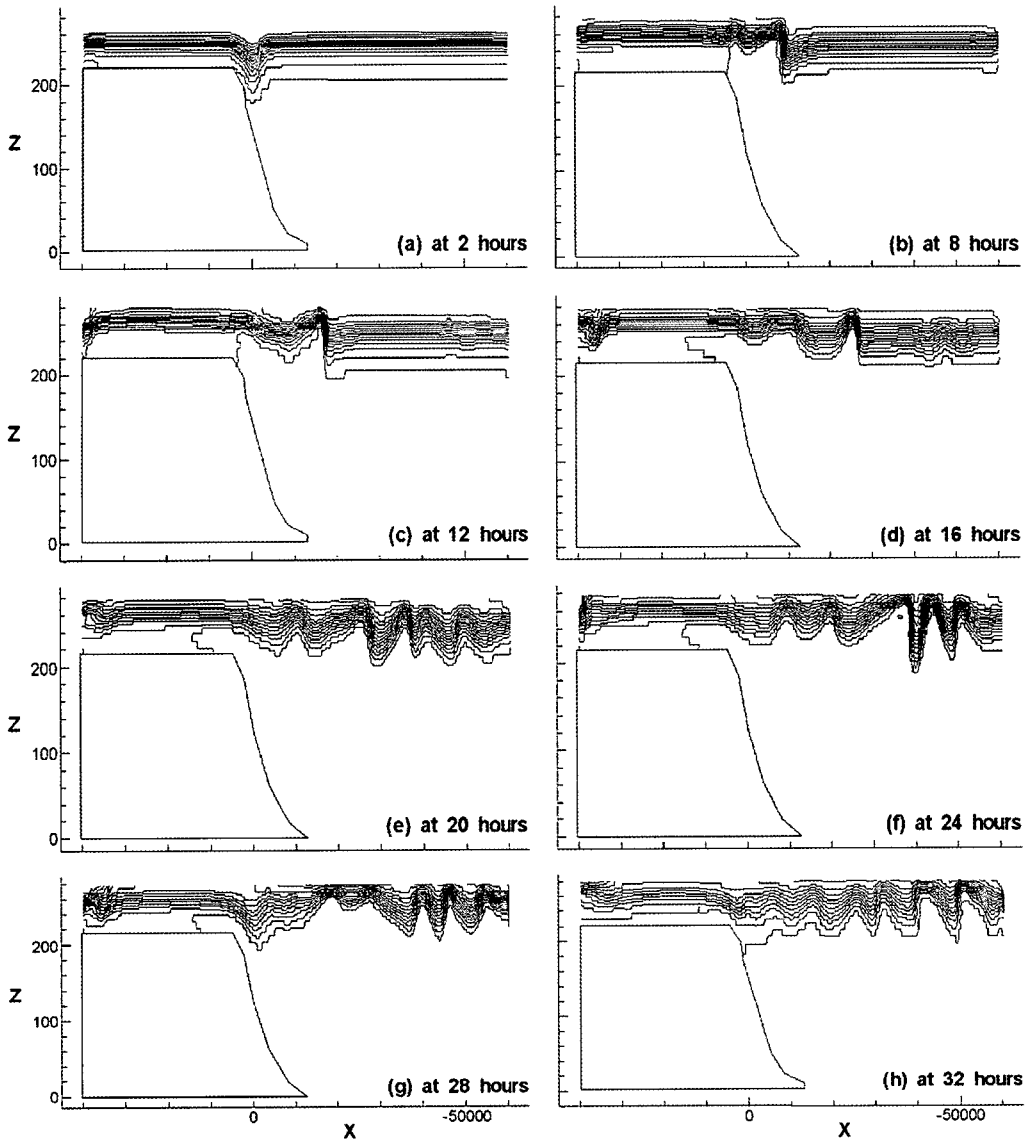 200
100
0
Z
(a) at 2 hours
(b) at 8 hours
200
100
0
Z
(c) at 12 hours
(d) at 16 hours
200
100
0
Z
(e) at 20 hours
(f) at 24 hours
200
100
0
Z
(g) at 28 hours
(h) at 32 hours
0
-50000
X
0
-50000
X